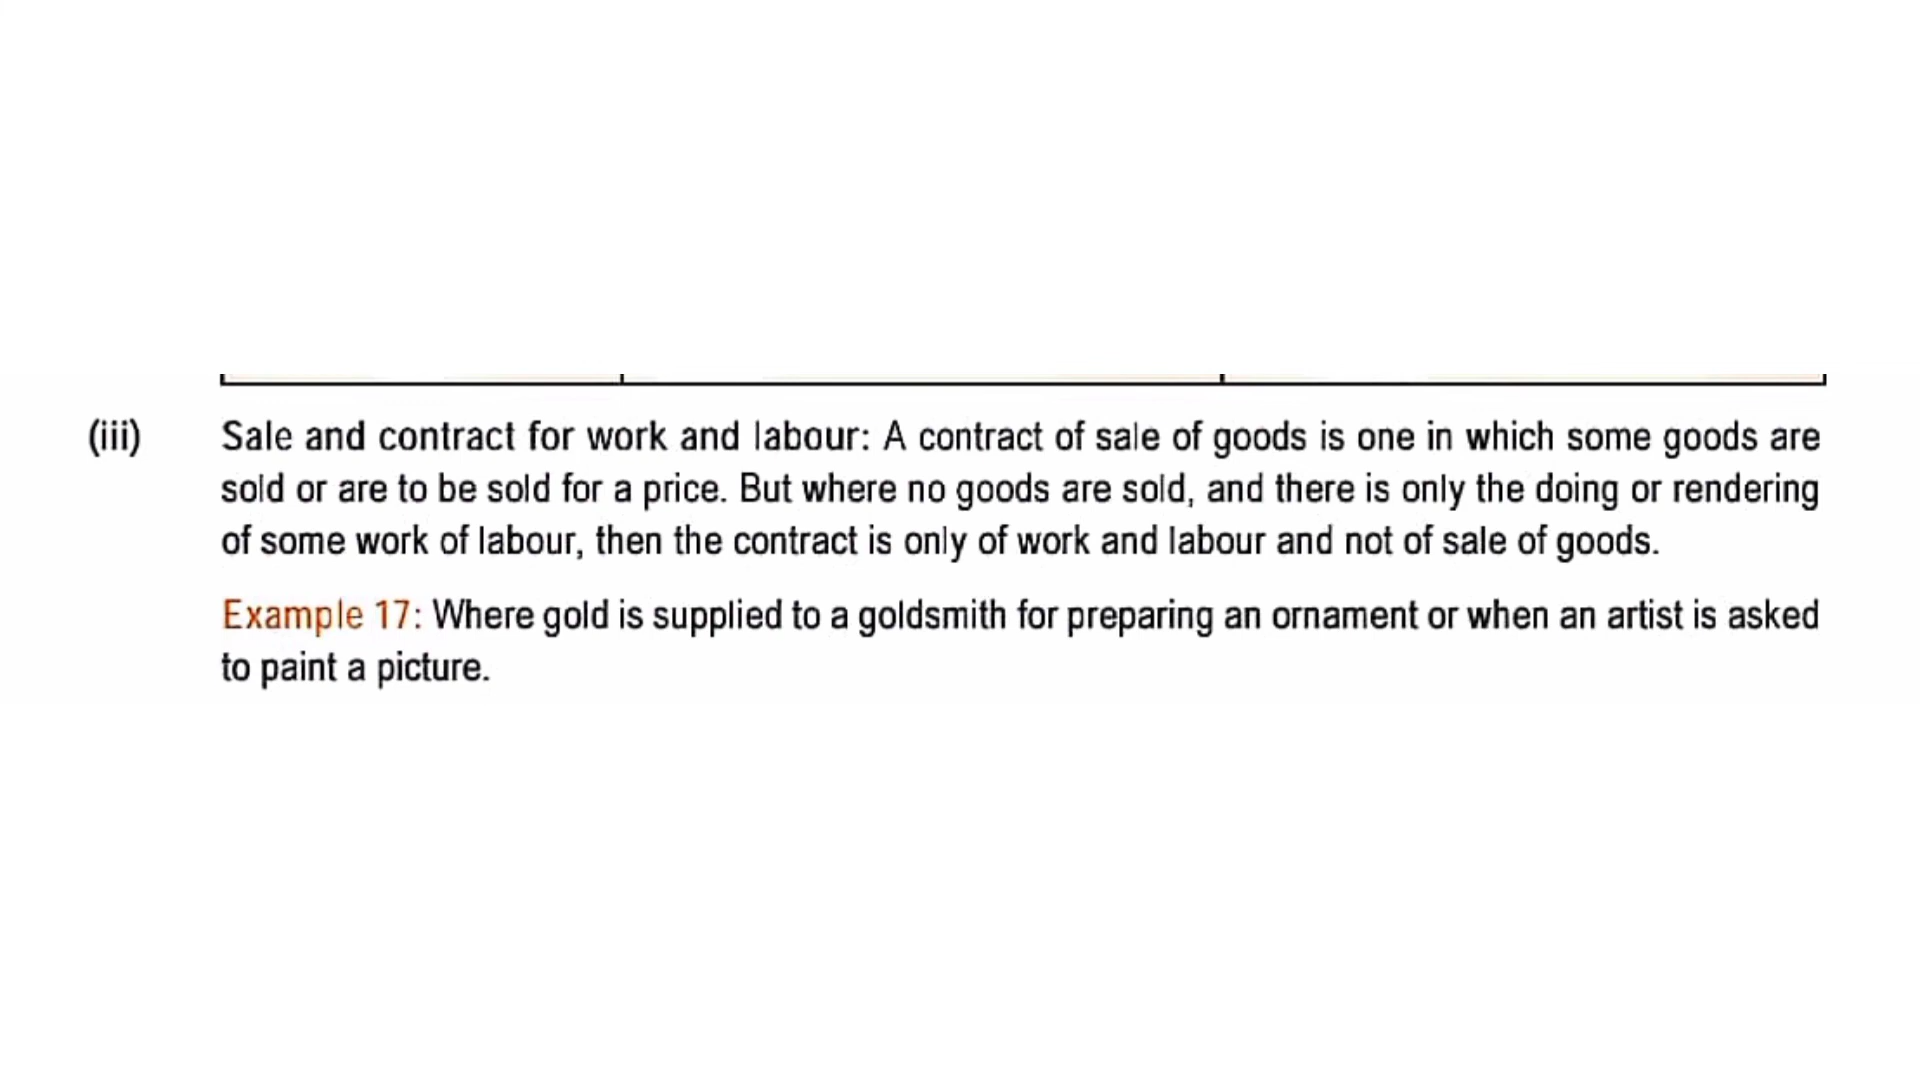 (iii) Sale and contract for work and labour: A contract of sale of goods is one in which some goods are
sold or are to be sold for a price. But where no goods are sold, and there is only the doing or rendering
of some work of labour, then the contract is only of work and labour and not of sale of goods.
Example 17: Where gold is supplied to a goldsmith for preparing an ornament or when an artist is asked
to paint a picture.